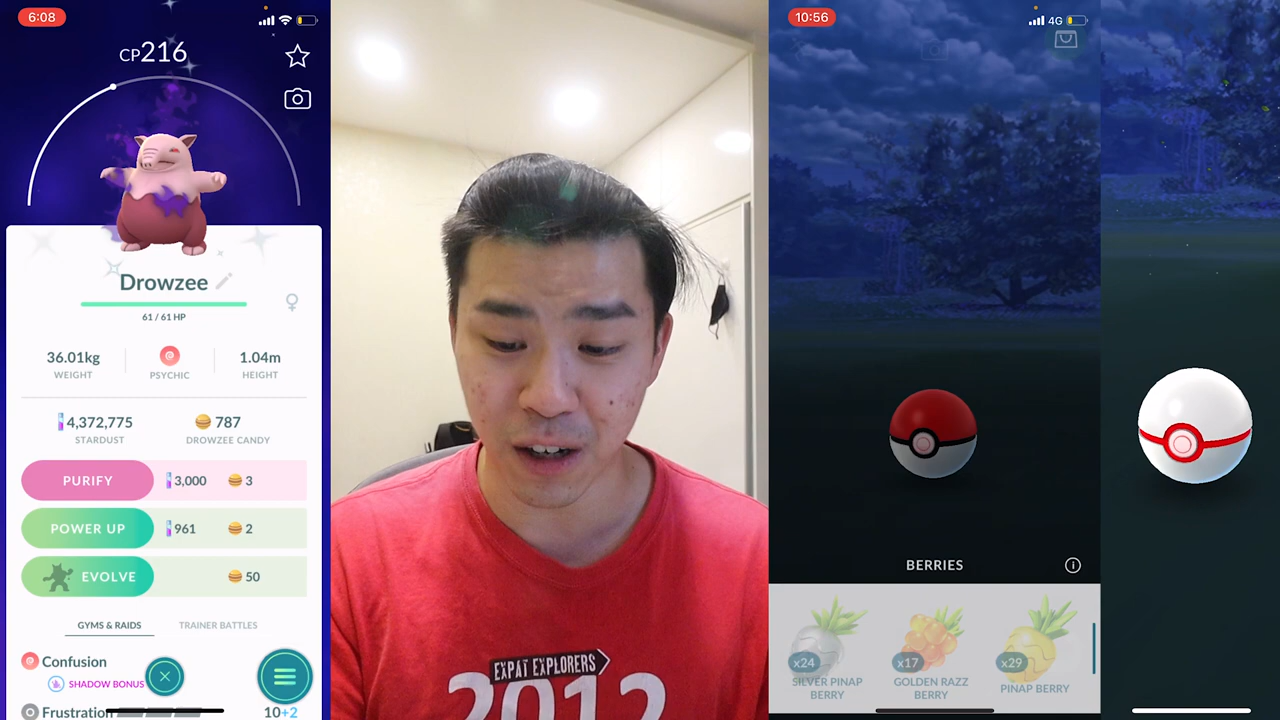 6:08
CP216
Drowzee
61 / 61 HP
36.01kg
WEIGHT
PSYCHIC
1.04m
HEIGHT
4,372,775
STARDUST
787
DROWZEE CANDY
PURIFY
3,000
3
POWER UP
961
2
EVOLVE
50
GYMS & RAIDS
TRAINER BATTLES
Confusion
SHADOW BONUS
Frustration
10+2
EXPAT EXPLORERS
2012
10:56
4G
BERRIES
x24
SILVER PINAP
BERRY
x17
GOLDEN RAZZ
BERRY
x29
PINAP BERRY